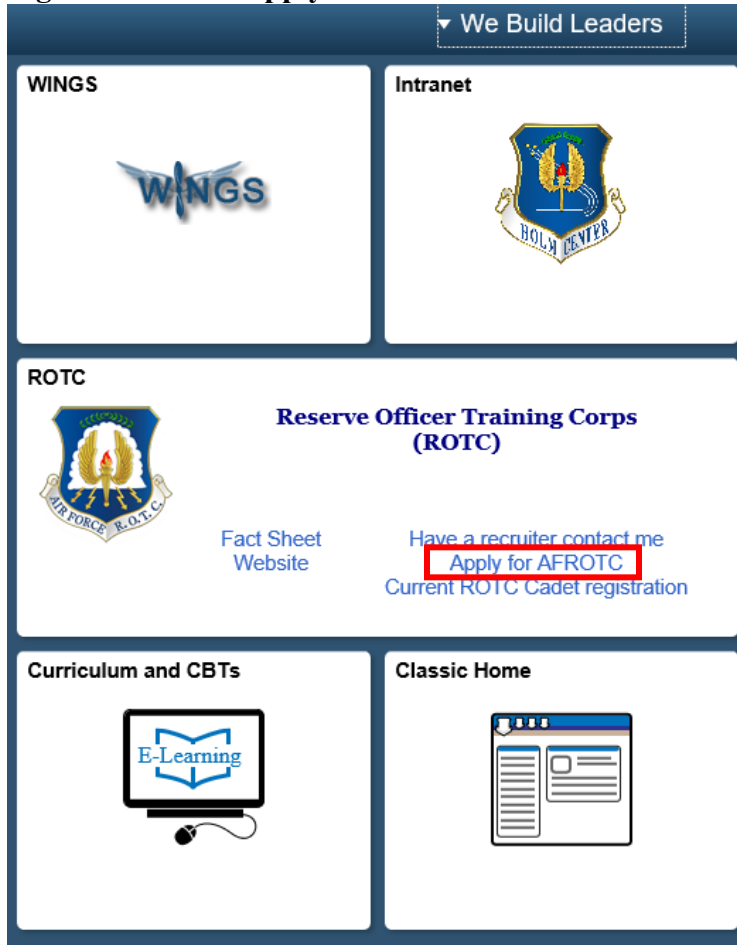 ▾ We Build Leaders
WINGS
Intranet
WINGS
HOLM CENTER
ROTC
Reserve Officer Training Corps
(ROTC)
AIR FORCE R.O.T.C.
Fact Sheet
Have a recruiter contact me
Website
Apply for AFROTC
Current ROTC Cadet registration
Curriculum and CBTs
Classic Home
E-Learning